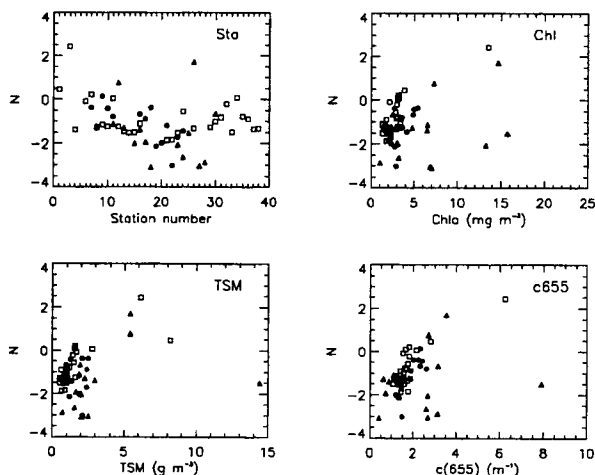 Sta
N
4
2
0
−2
−4
0 10 20 30 40
Station number
Chl
N
4
2
0
−2
−4
0 5 10 15 20 25
Chla (mg m⁻³)
TSM
N
4
2
0
−2
−4
0 5 10 15
TSM (g m⁻³)
c655
N
4
2
0
−2
−4
0 2 4 6 8 10
c(655) (m⁻¹)